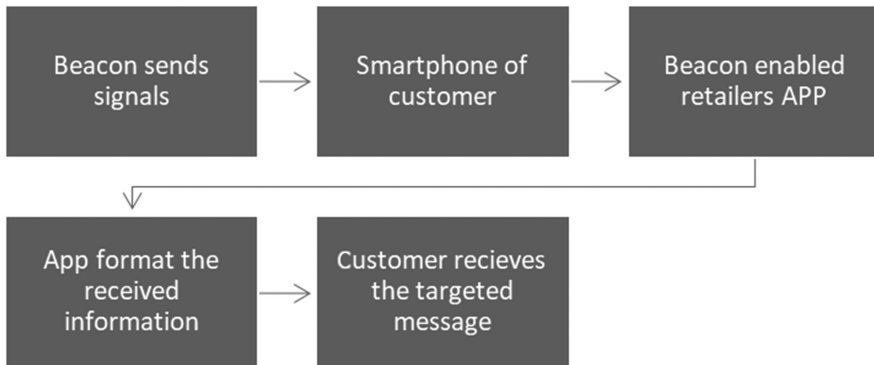 Beacon sends
signals
Smartphone of
customer
Beacon enabled
retailers APP
App format the
received
information
Customer recieves
the targeted
message